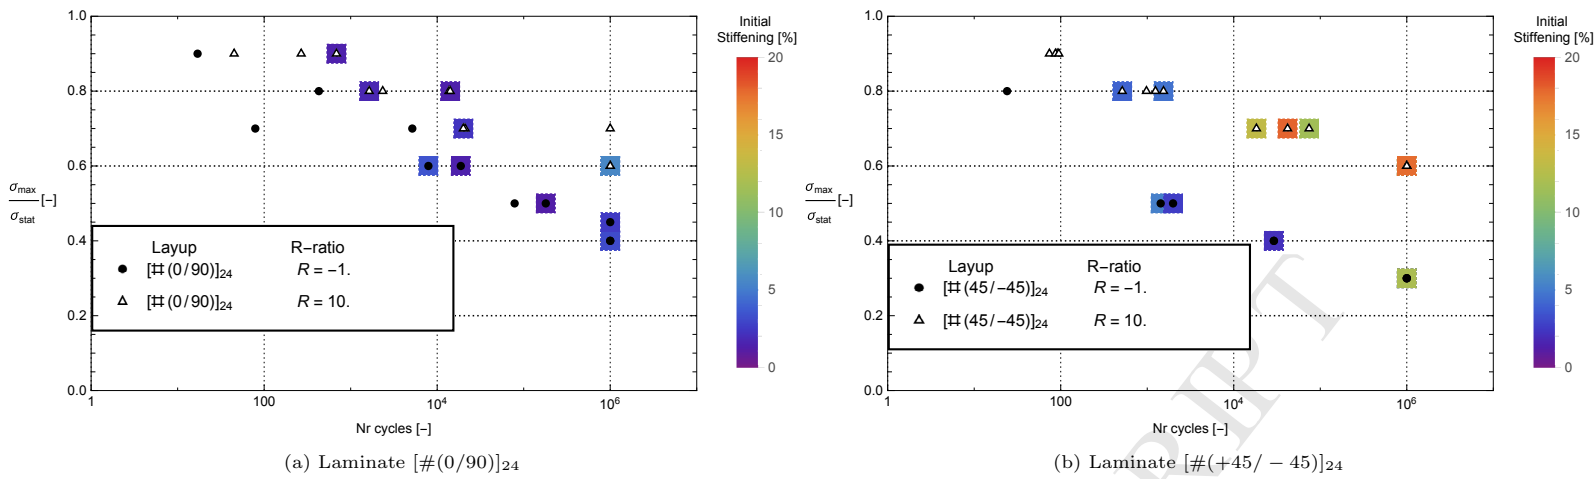 1.0
0.8
0.6
0.4
0.2
0.0
σmax
σstat
[−]
1
100
10^4
10^6
Nr cycles [−]
Layup R−ratio
[#(0/90)]24 R = −1.
[#(0/90)]24 R = 10.
Initial
Stiffening [%]
20
15
10
5
0
(a) Laminate [#(0/90)]24
1.0
0.8
0.6
0.4
0.2
0.0
σmax
σstat
[−]
1
100
10^4
10^6
Nr cycles [−]
Layup R−ratio
[#(45/−45)]24 R = −1.
[#(45/−45)]24 R = 10.
Initial
Stiffening [%]
20
15
10
5
0
(b) Laminate [#(+45/ − 45)]24
RIPT